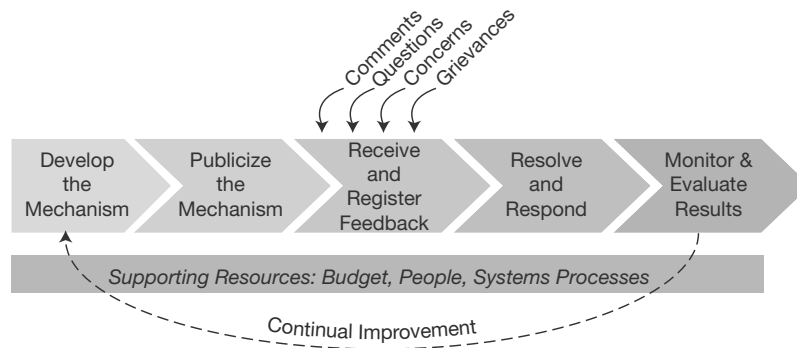 Comments
Questions
Concerns
Grievances
Develop
the
Mechanism
Publicize
the
Mechanism
Receive
and
Register
Feedback
Resolve
and
Respond
Monitor &
Evaluate
Results
Supporting Resources: Budget, People, Systems Processes
Continual Improvement